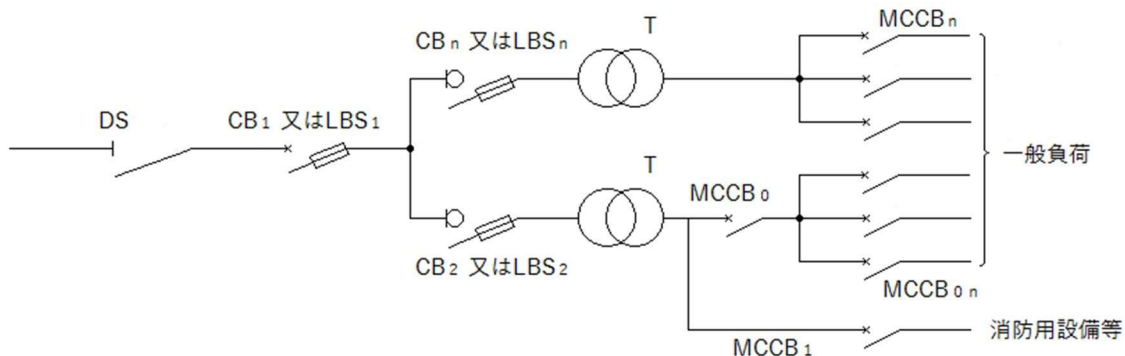 CBn 又はLBSn
T
MCCBn
DS
CB1 又はLBS1
一般負荷
T
MCCB0
CB2 又はLBS2
MCCB0n
消防用設備等
MCCB1